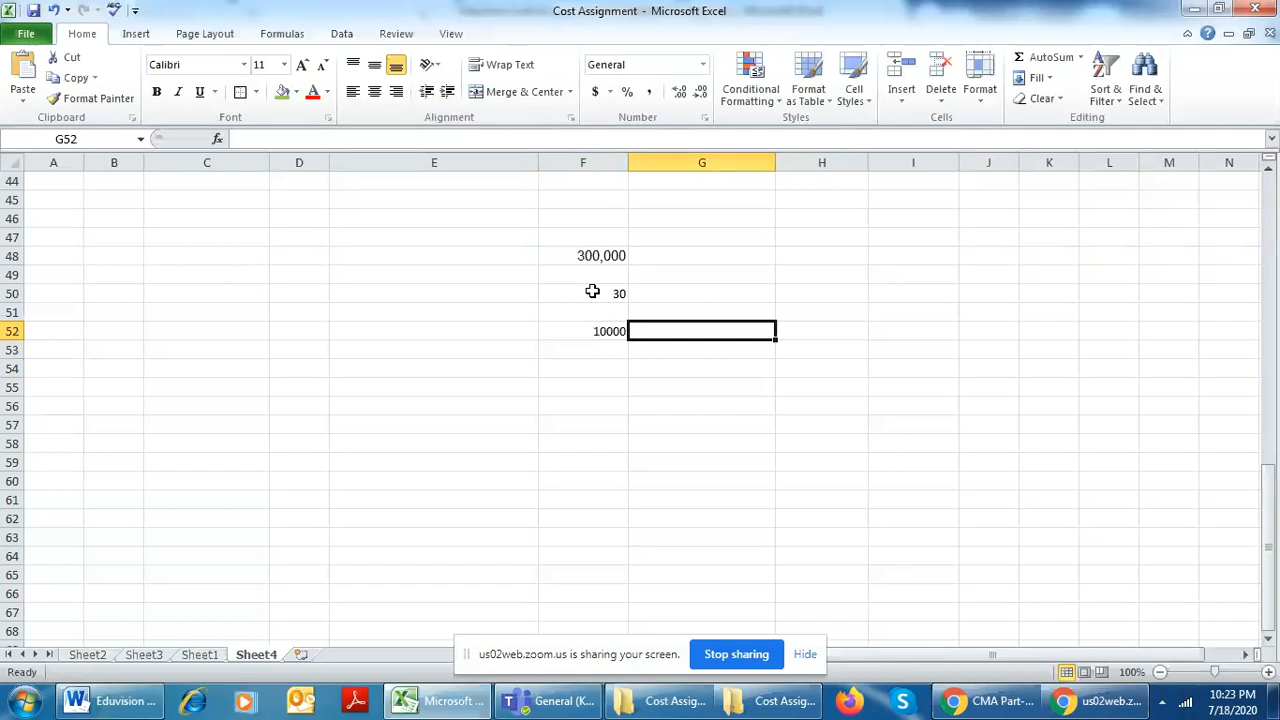 Cost Assignment - Microsoft Excel
File Home Insert Page Layout Formulas Data Review View
Paste
Cut
Copy
Format Painter
Clipboard
Calibri 11
B I U
Font
Wrap Text
Merge & Center
Alignment
General
$ % ,
Number
Conditional Formatting
Format as Table
Cell Styles
Styles
Insert
Delete
Format
Cells
Σ AutoSum
Fill
Clear
Sort & Filter
Find & Select
Editing
G52 fx
A B C D E F G H I J K L M N
44
45
46
47
48 300,000
49
50 30
51
52 10000
53
54
55
56
57
58
59
60
61
62
63
64
65
66
67
68
Sheet2 Sheet3 Sheet1 Sheet4
us02web.zoom.us is sharing your screen. Stop sharing Hide
Ready 100%
Eduvision ... Microsoft ... General (K... Cost Assign... Cost Assign... CMA Part-... us02web.z...
10:23 PM
7/18/2020